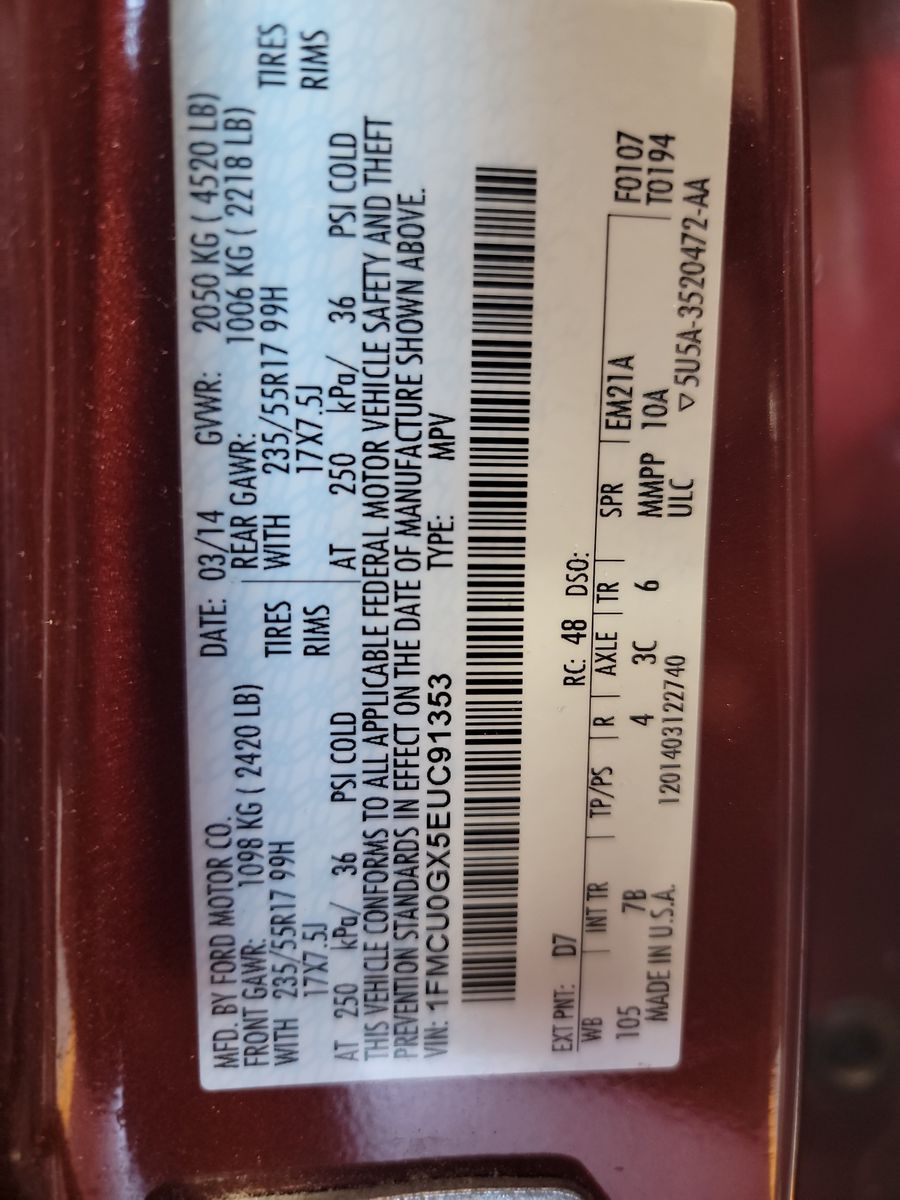 MFD. BY FORD MOTOR CO. DATE: 03/14 GVWR: 2050 KG ( 4520 LB)
FRONT GAWR: 1098 KG ( 2420 LB) REAR GAWR: 1006 KG ( 2218 LB)
WITH 235/55R17 99H TIRES WITH 235/55R17 99H TIRES
17X7.5J RIMS 17X7.5J RIMS
AT 250 kPa/ 36 PSI COLD AT 250 kPa/ 36 PSI COLD
THIS VEHICLE CONFORMS TO ALL APPLICABLE FEDERAL MOTOR VEHICLE SAFETY AND THEFT
PREVENTION STANDARDS IN EFFECT ON THE DATE OF MANUFACTURE SHOWN ABOVE.
VIN: 1FMCU0GX5EUC91353 TYPE: MPV
EXT PNT: D7 RC: 48 DSO:
WB INT TR TP/PS R AXLE TR SPR EM21A F0107
105 7B 4 3C 6 MMPP 10A T0194
MADE IN U.S.A. 1201403122740 ULC ▽5U5A-3520472-AA